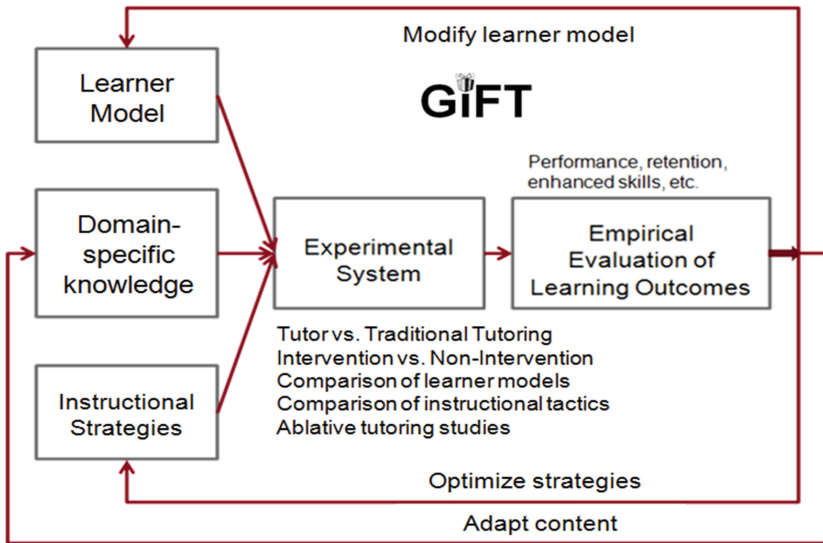 Modify learner model
Learner
Model
GiFT
Performance, retention,
enhanced skills, etc.
Domain-
specific
knowledge
Experimental
System
Empirical
Evaluation of
Learning Outcomes
Tutor vs. Traditional Tutoring
Intervention vs. Non-Intervention
Comparison of learner models
Comparison of instructional tactics
Ablative tutoring studies
Instructional
Strategies
Optimize strategies
Adapt content